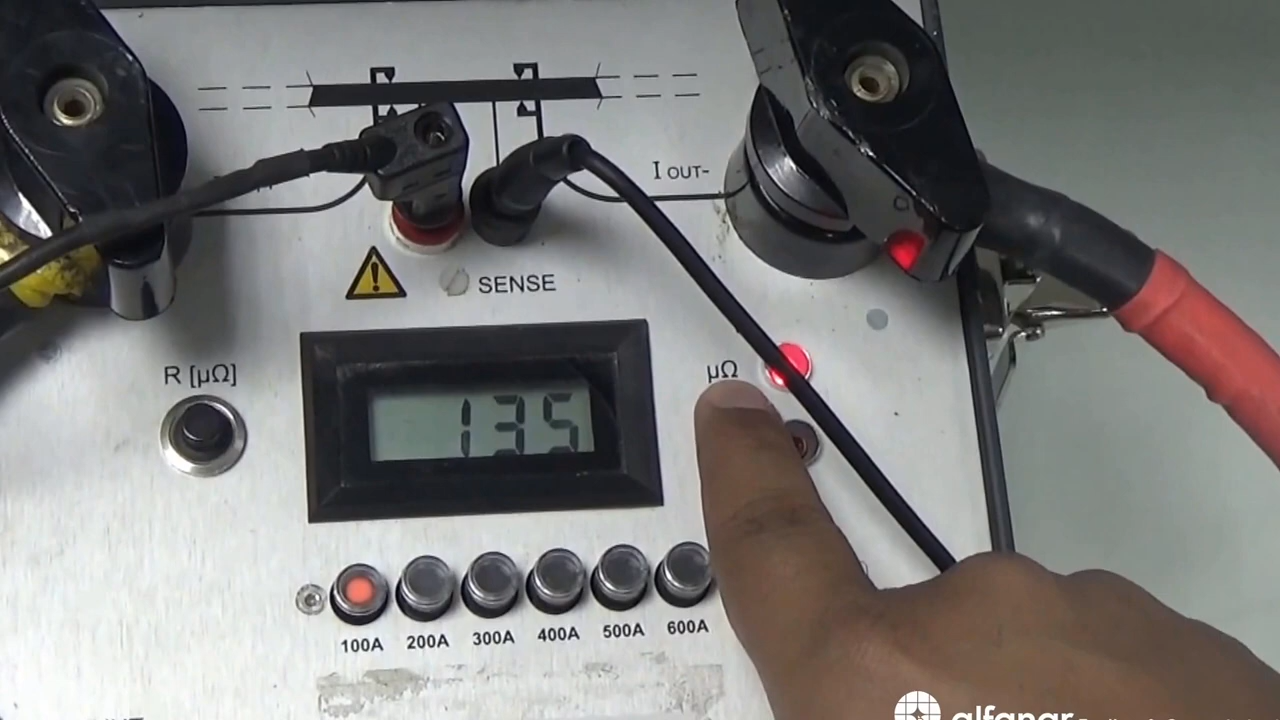 I OUT-
SENSE
R [µΩ]
µΩ
135
100A 200A 300A 400A 500A 600A
alfanar